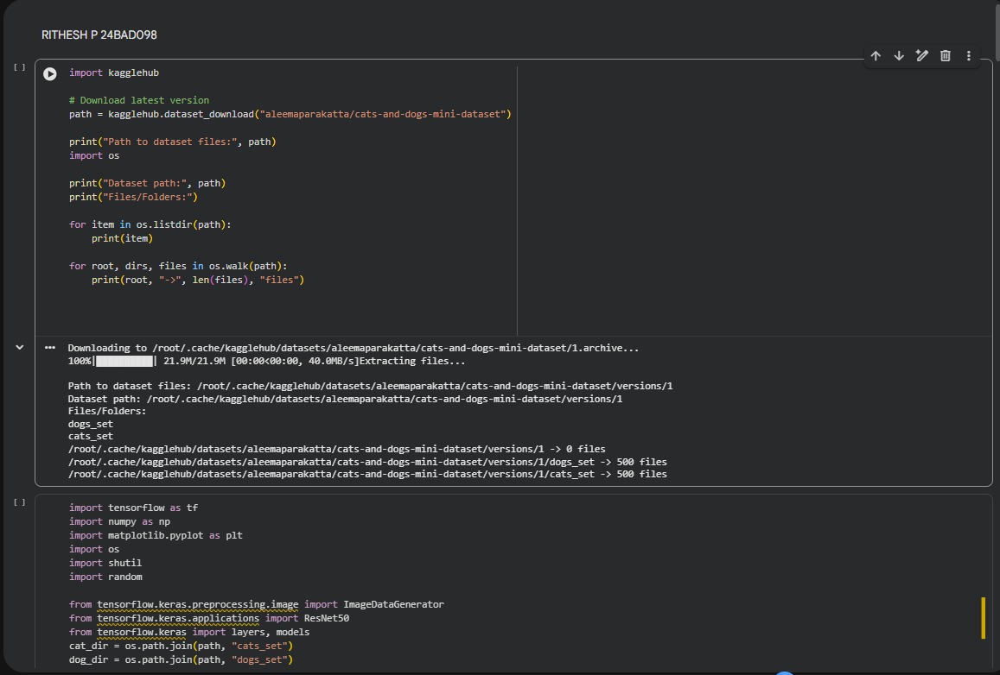 RITHESH P 24BAD098
[ ]
import kagglehub
# Download latest version
path = kagglehub.dataset_download("aleemaparakatta/cats-and-dogs-mini-dataset")
print("Path to dataset files:", path)
import os
print("Dataset path:", path)
print("Files/Folders:")
for item in os.listdir(path):
    print(item)
for root, dirs, files in os.walk(path):
    print(root, "->", len(files), "files")
Downloading to /root/.cache/kagglehub/datasets/aleemaparakatta/cats-and-dogs-mini-dataset/1.archive...
100%|██████████| 21.9M/21.9M [00:00<00:00, 40.0MB/s]Extracting files...
Path to dataset files: /root/.cache/kagglehub/datasets/aleemaparakatta/cats-and-dogs-mini-dataset/versions/1
Dataset path: /root/.cache/kagglehub/datasets/aleemaparakatta/cats-and-dogs-mini-dataset/versions/1
Files/Folders:
dogs_set
cats_set
/root/.cache/kagglehub/datasets/aleemaparakatta/cats-and-dogs-mini-dataset/versions/1 -> 0 files
/root/.cache/kagglehub/datasets/aleemaparakatta/cats-and-dogs-mini-dataset/versions/1/dogs_set -> 500 files
/root/.cache/kagglehub/datasets/aleemaparakatta/cats-and-dogs-mini-dataset/versions/1/cats_set -> 500 files
[ ]
import tensorflow as tf
import numpy as np
import matplotlib.pyplot as plt
import os
import shutil
import random
from tensorflow.keras.preprocessing.image import ImageDataGenerator
from tensorflow.keras.applications import ResNet50
from tensorflow.keras import layers, models
cat_dir = os.path.join(path, "cats_set")
dog_dir = os.path.join(path, "dogs_set")